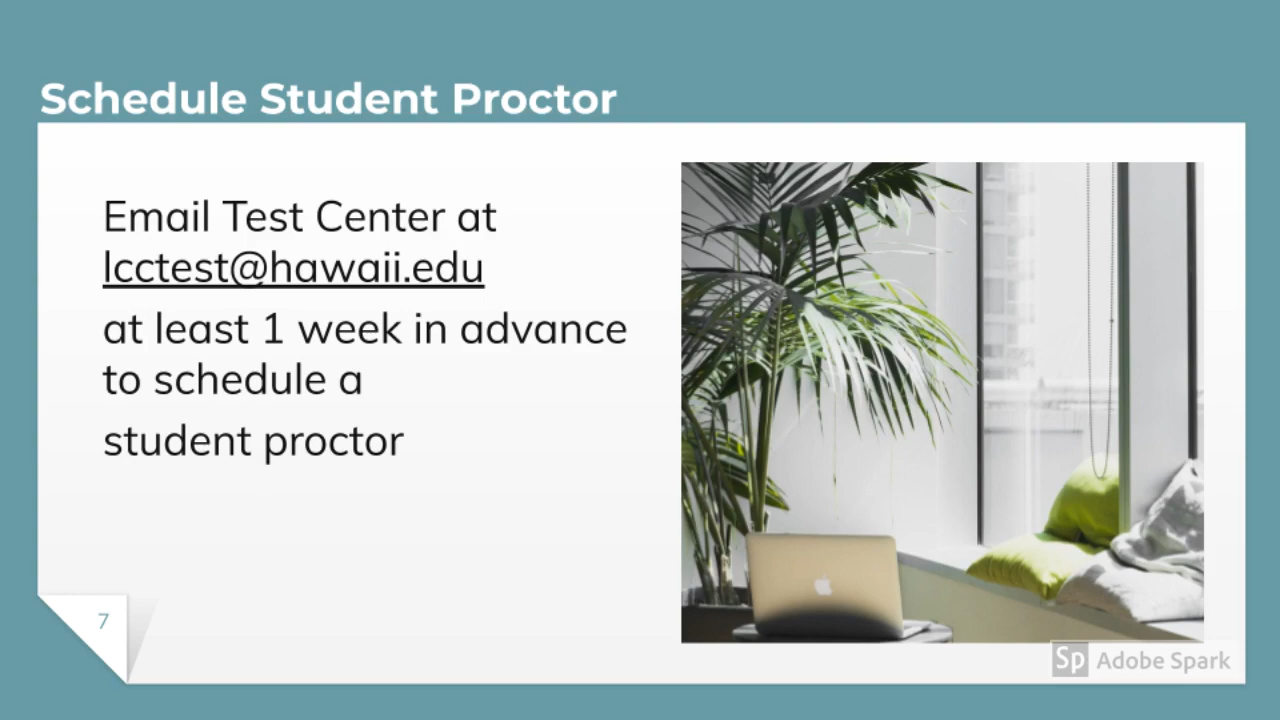 Schedule Student Proctor
Email Test Center at
lcctest@hawaii.edu
at least 1 week in advance
to schedule a
student proctor
7
Sp Adobe Spark